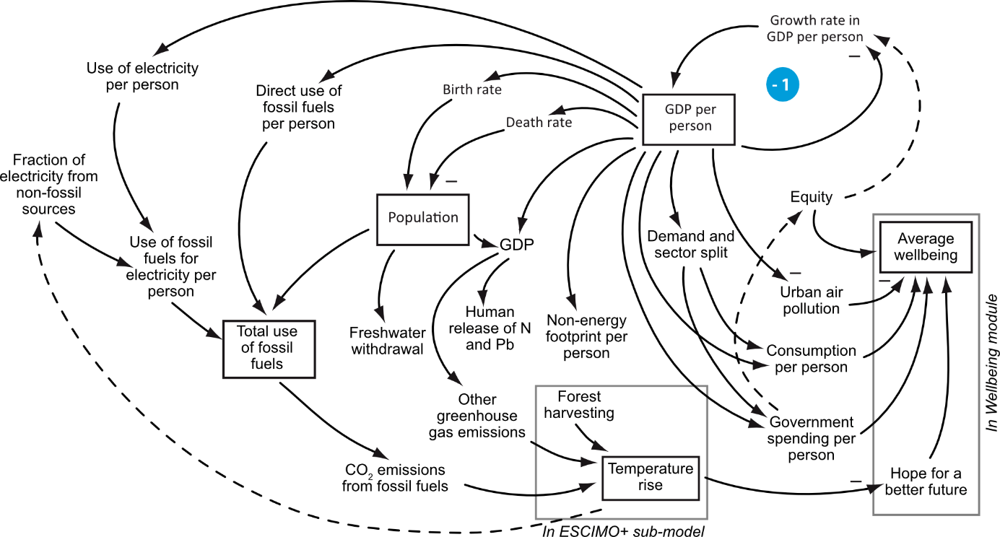 Growth rate in
GDP per person
–
- 1
Use of electricity
per person
Direct use of
fossil fuels
per person
Birth rate
Death rate
–
GDP per
person
Fraction of
electricity from
non-fossil
sources
Population
Equity
Use of fossil
fuels for
electricity per
person
GDP
Demand and
sector split
Average
wellbeing
–
–
Urban air
pollution
Human
release of N
and Pb
Non-energy
footprint per
person
Freshwater
withdrawal
Total use
of fossil
fuels
Consumption
per person
In Wellbeing module
Other
greenhouse
gas emissions
Forest
harvesting
Government
spending per
person
CO2 emissions
from fossil fuels
Temperature
rise
–
Hope for a
better future
In ESCIMO+ sub-model